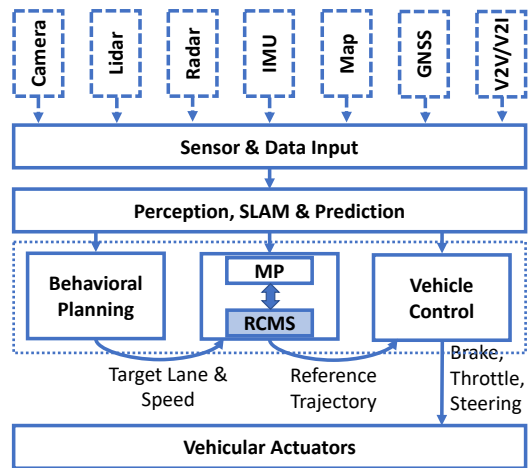 Camera
Lidar
Radar
IMU
Map
GNSS
V2V/V2I
Sensor & Data Input
Perception, SLAM & Prediction
Behavioral
Planning
MP
RCMS
Vehicle
Control
Target Lane &
Speed
Reference
Trajectory
Brake,
Throttle,
Steering
Vehicular Actuators